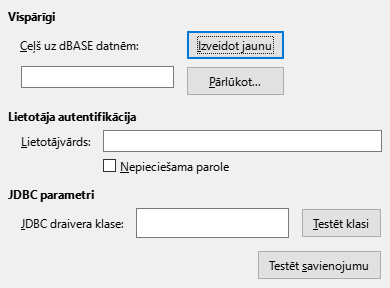 Vispārīgi
Ceļš uz dBASE datnēm:
Izveidot jaunu
Pārlūkot...
Lietotāja autentifikācija
Lietotājvārds:
Nepieciešama parole
JDBC parametri
JDBC draivera klase:
Testēt klasi
Testēt savienojumu